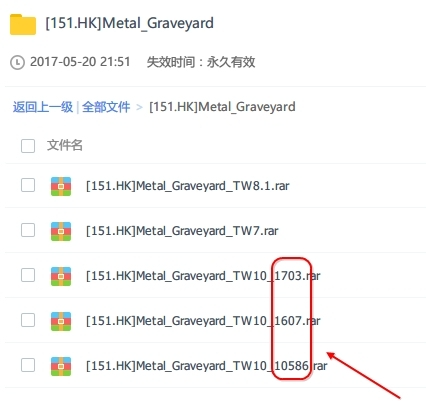 [151.HK]Metal_Graveyard
2017-05-20 21:51 失效时间：永久有效
返回上一级 | 全部文件 > [151.HK]Metal_Graveyard
文件名
[151.HK]Metal_Graveyard_TW8.1.rar
[151.HK]Metal_Graveyard_TW7.rar
[151.HK]Metal_Graveyard_TW10_1703.rar
[151.HK]Metal_Graveyard_TW10_1607.rar
[151.HK]Metal_Graveyard_TW10_10586.rar